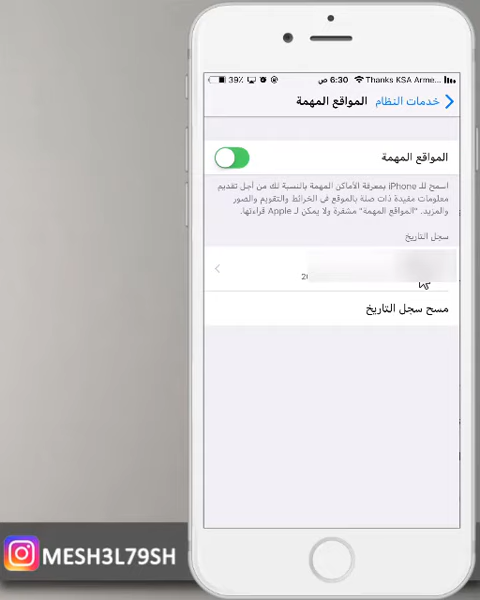 39% 6:30 ص Thanks KSA Arme...
خدمات النظام المواقع المهمة
المواقع المهمة
اسمح للـ iPhone بمعرفة الأماكن المهمة بالنسبة لك من أجل تقديم
معلومات مفيدة ذات صلة بالموقع في الخرائط والتقويم والصور
والمزيد. "المواقع المهمة" مشفرة ولا يمكن لـ Apple قراءتها.
سجل التاريخ
مسح سجل التاريخ
MESH3L79SH